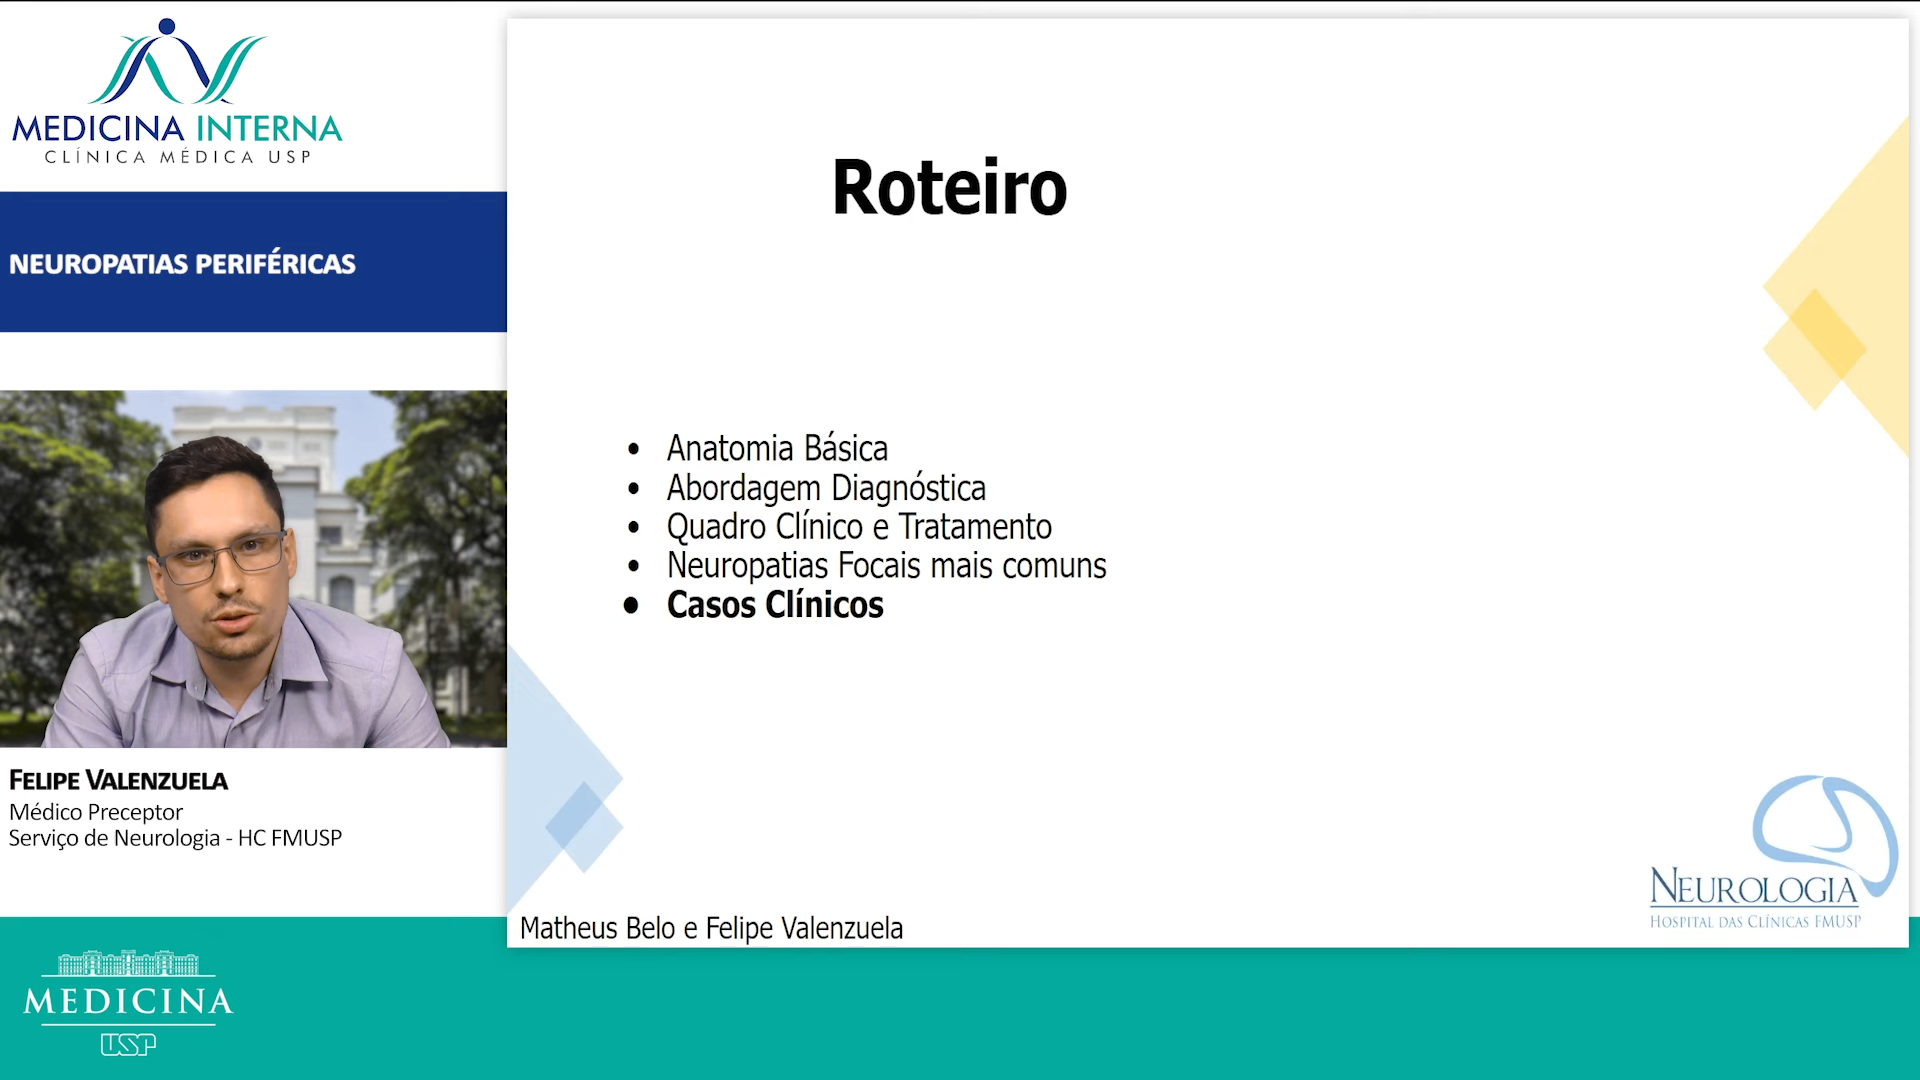 MEDICINA INTERNA
CLÍNICA MÉDICA USP
NEUROPATIAS PERIFÉRICAS
FELIPE VALENZUELA
Médico Preceptor
Serviço de Neurologia - HC FMUSP
MEDICINA
USP
Roteiro
• Anatomia Básica
• Abordagem Diagnóstica
• Quadro Clínico e Tratamento
• Neuropatias Focais mais comuns
• Casos Clínicos
Matheus Belo e Felipe Valenzuela
NEUROLOGIA
HOSPITAL DAS CLÍNICAS FMUSP